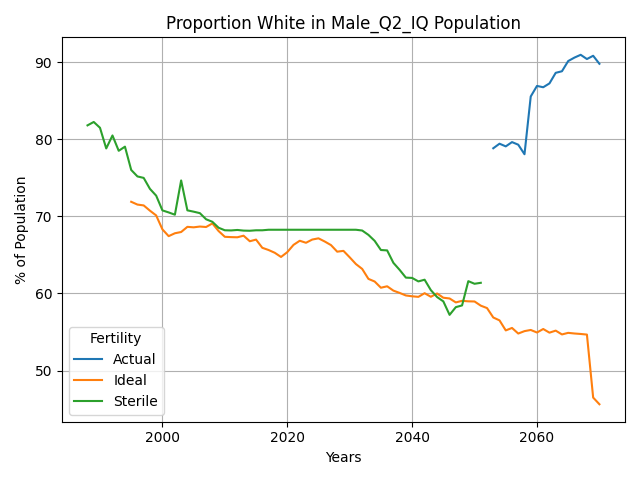 Proportion White in Male_Q2_IQ Population
% of Population
90
80
70
60
50
Fertility
Actual
Ideal
Sterile
2000
2020
2040
2060
Years